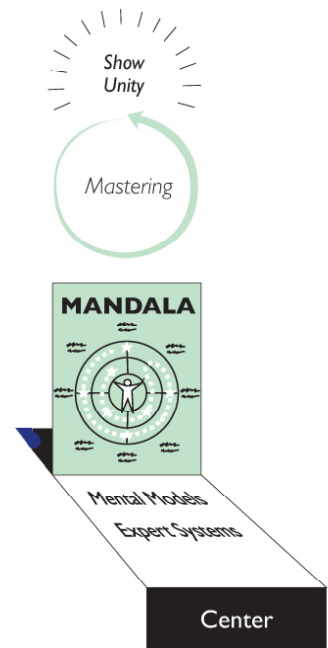 Show
Unity
Mastering
MANDALA
Mental Models
Expert Systems
Center